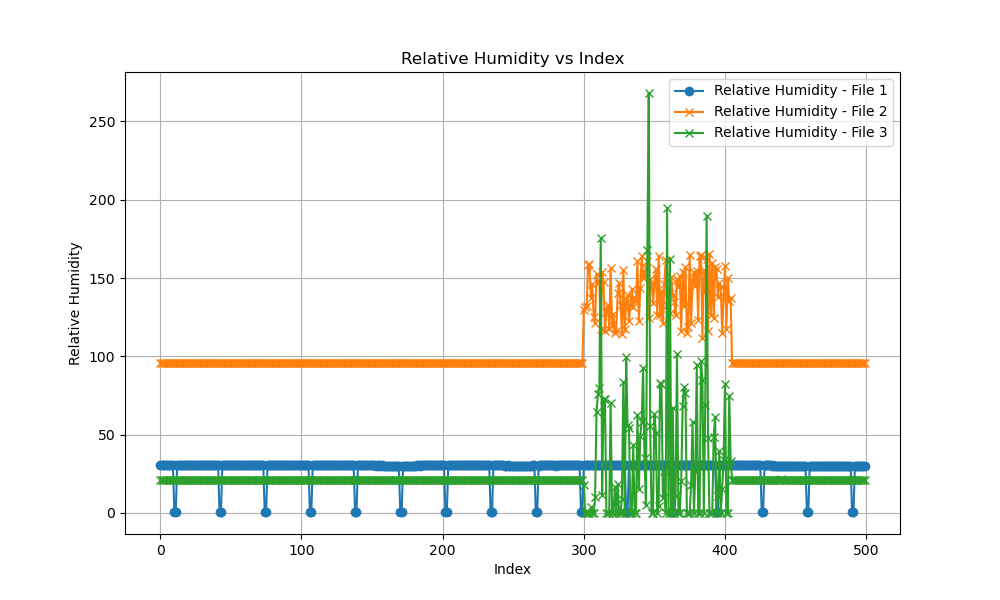 Relative Humidity vs Index
Relative Humidity - File 1
Relative Humidity - File 2
Relative Humidity - File 3
Relative Humidity
250
200
150
100
50
0
0 100 200 300 400 500
Index